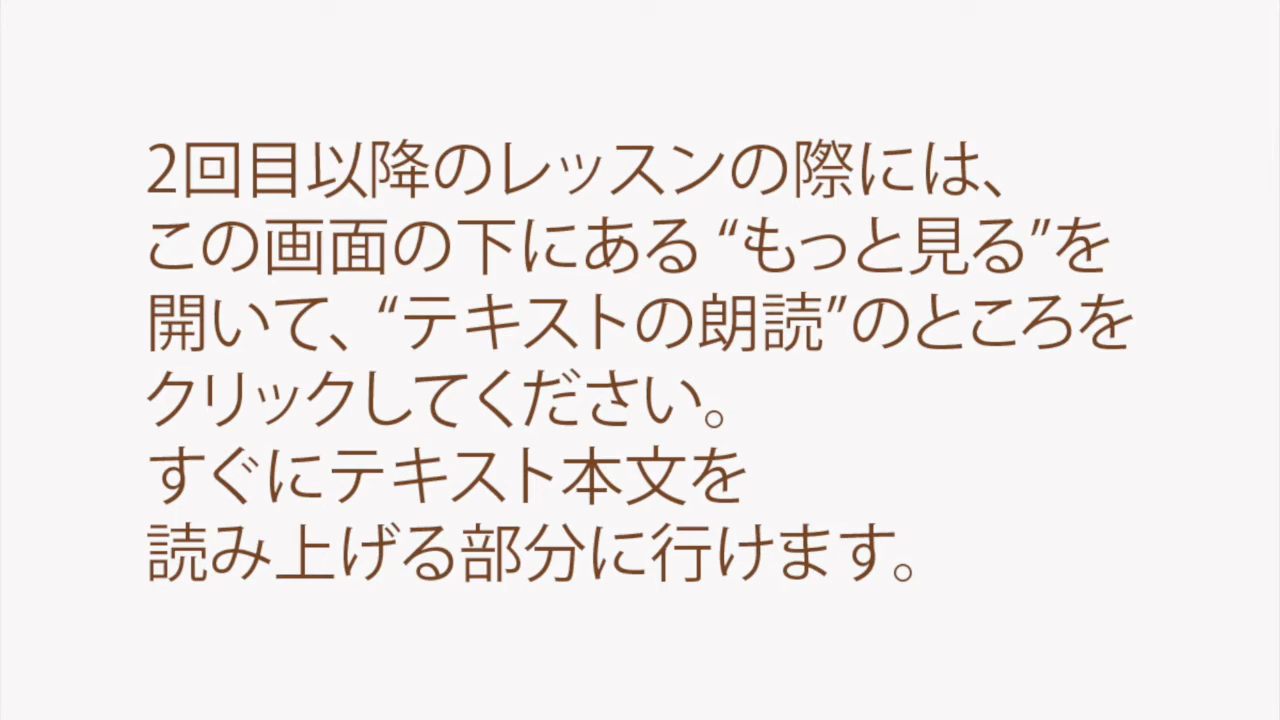 2回目以降のレッスンの際には、
この画面の下にある “もっと見る”を
開いて、“テキストの朗読”のところを
クリックしてください。
すぐにテキスト本文を
読み上げる部分に行けます。